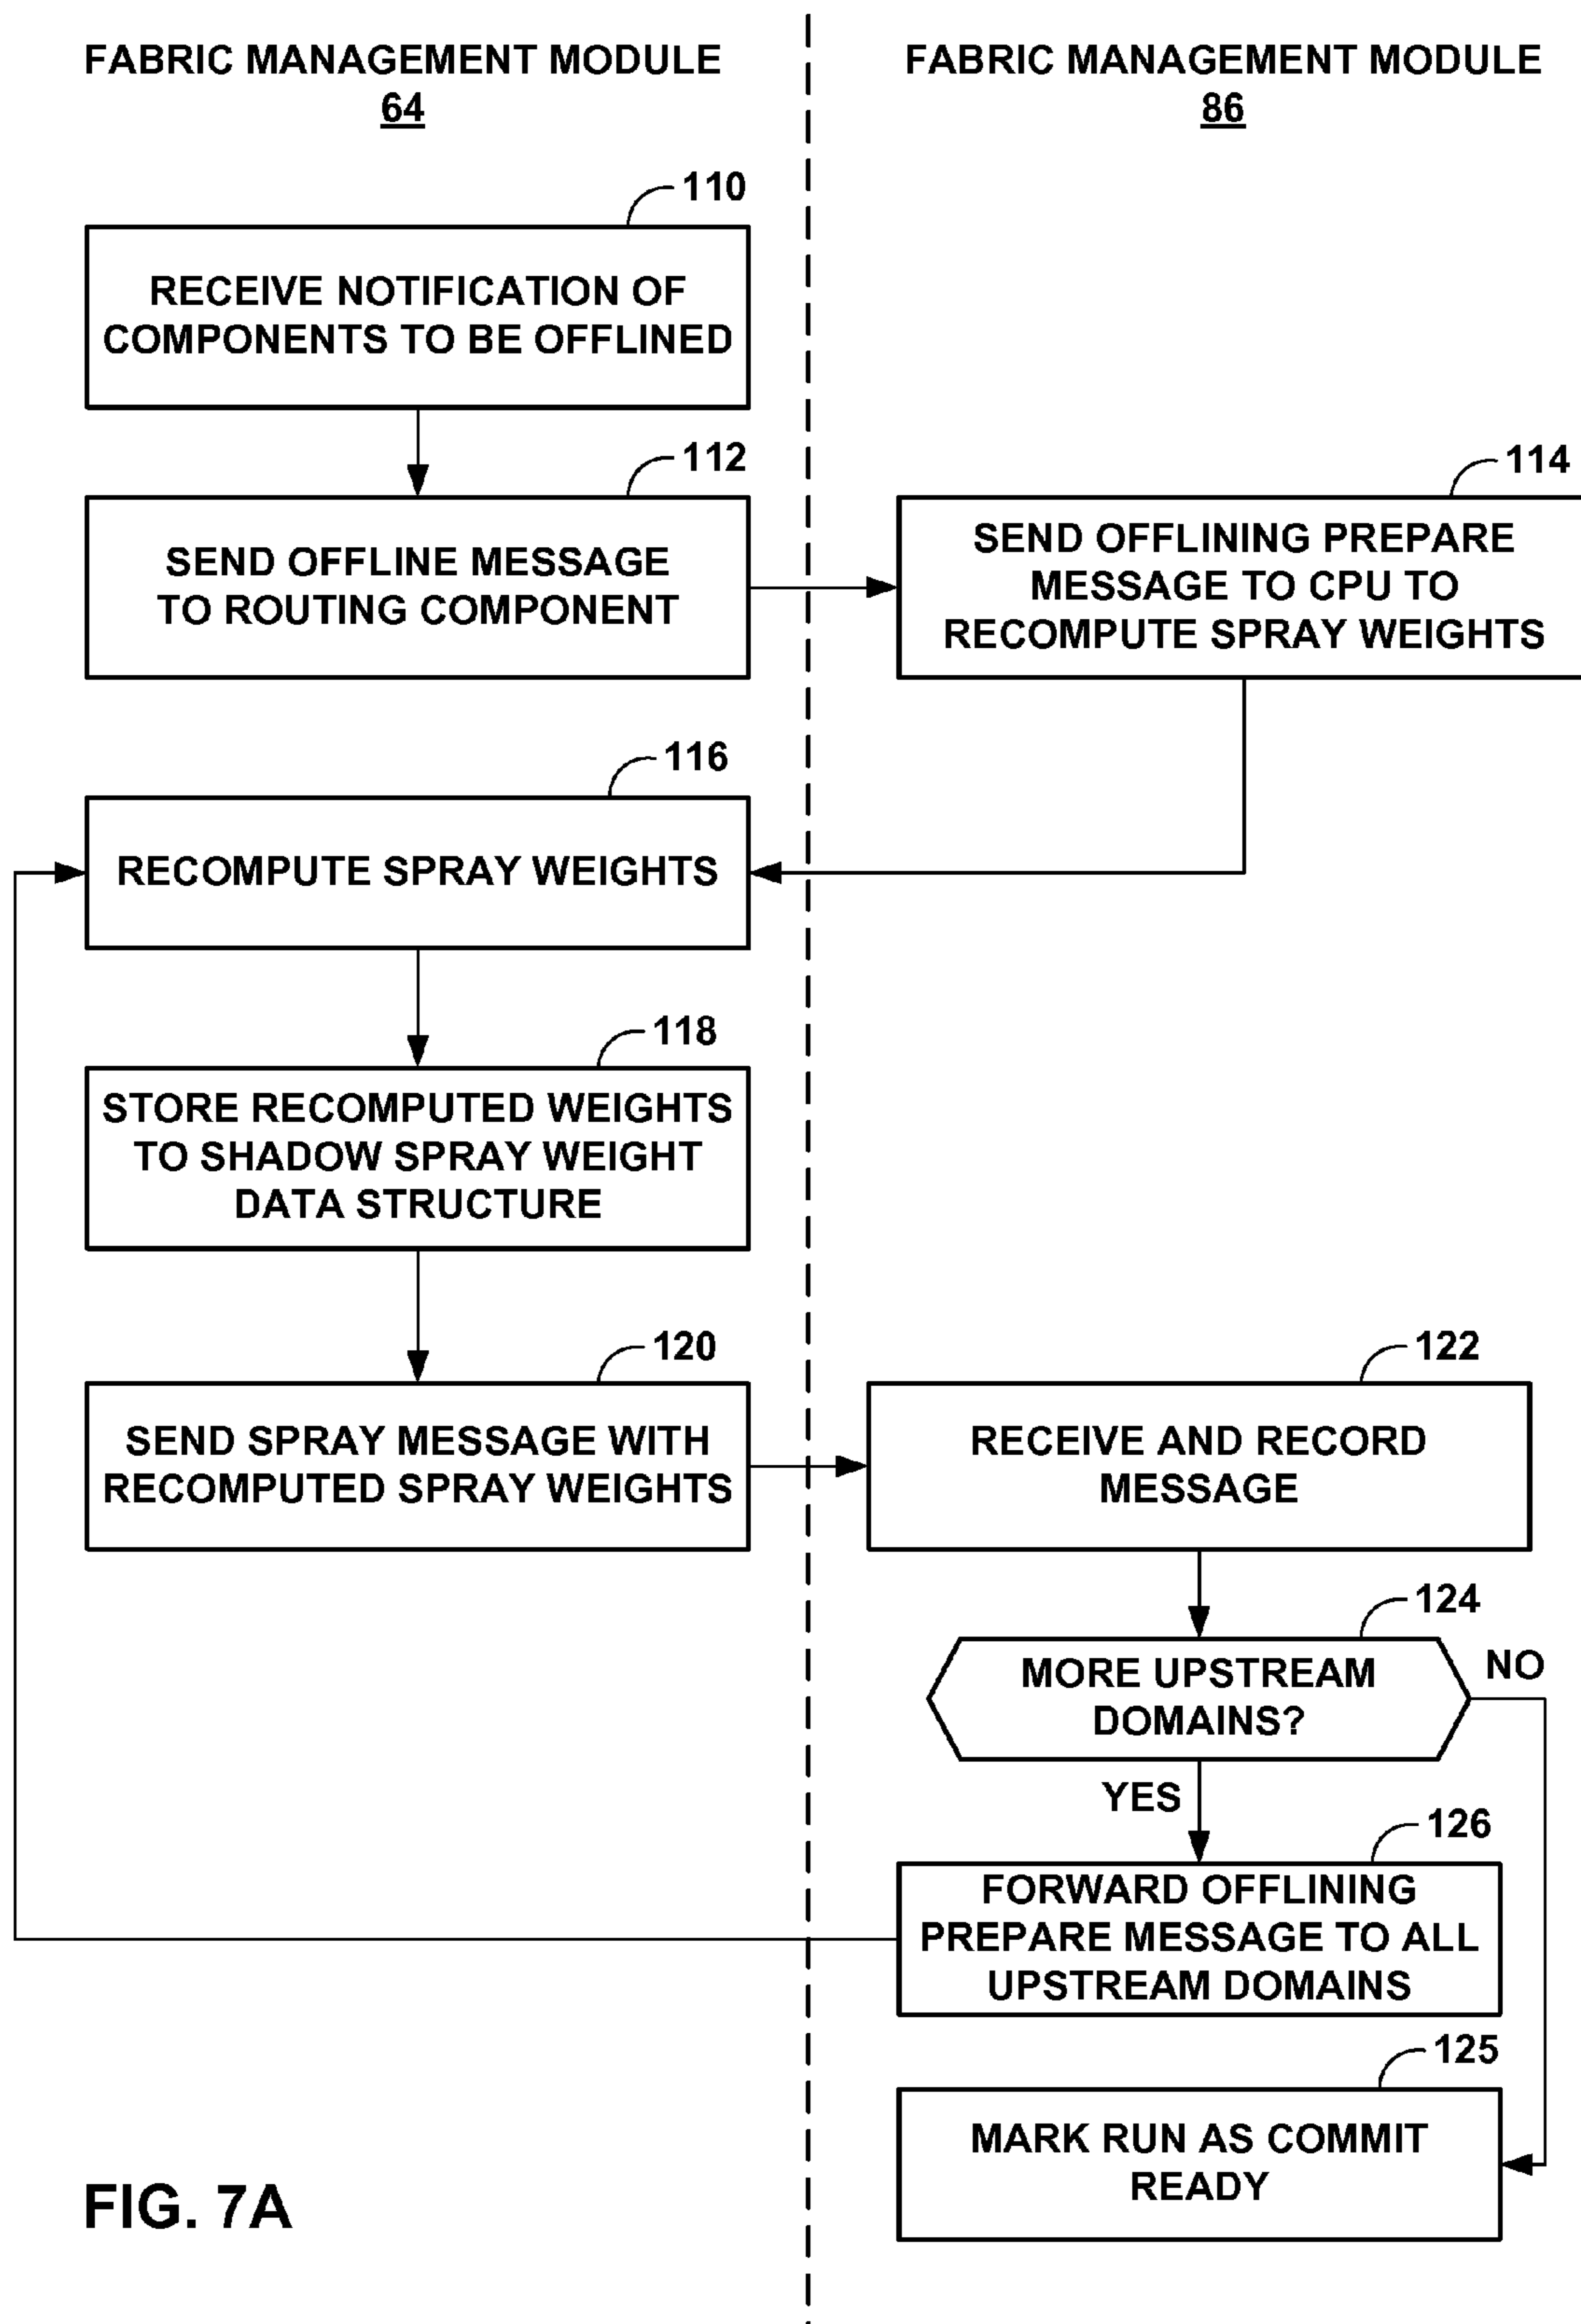 FABRIC MANAGEMENT MODULE
64
FABRIC MANAGEMENT MODULE
86
110
RECEIVE NOTIFICATION OF
COMPONENTS TO BE OFFLINED
112
SEND OFFLINE MESSAGE
TO ROUTING COMPONENT
114
SEND OFFLINING PREPARE
MESSAGE TO CPU TO
RECOMPUTE SPRAY WEIGHTS
116
RECOMPUTE SPRAY WEIGHTS
118
STORE RECOMPUTED WEIGHTS
TO SHADOW SPRAY WEIGHT
DATA STRUCTURE
120
SEND SPRAY MESSAGE WITH
RECOMPUTED SPRAY WEIGHTS
122
RECEIVE AND RECORD
MESSAGE
124
MORE UPSTREAM
DOMAINS?
NO
YES
126
FORWARD OFFLINING
PREPARE MESSAGE TO ALL
UPSTREAM DOMAINS
125
MARK RUN AS COMMIT
READY
FIG. 7A